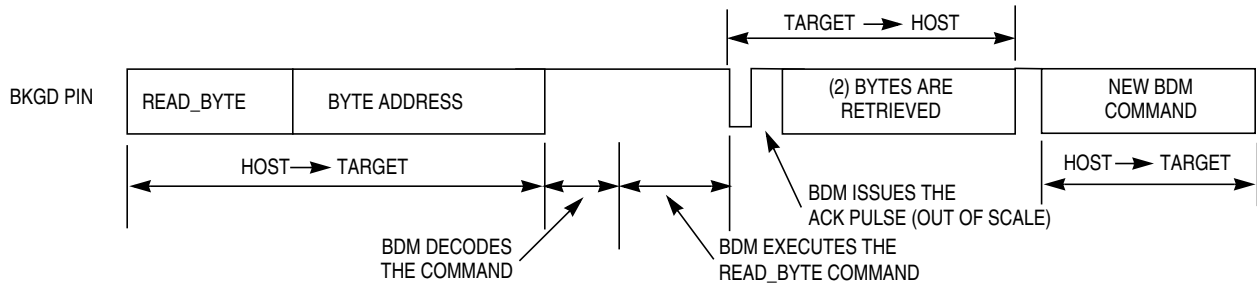 TARGET → HOST
BKGD PIN
READ_BYTE
BYTE ADDRESS
(2) BYTES ARE
RETRIEVED
NEW BDM
COMMAND
HOST → TARGET
HOST → TARGET
BDM ISSUES THE
ACK PULSE (OUT OF SCALE)
BDM DECODES
THE COMMAND
BDM EXECUTES THE
READ_BYTE COMMAND